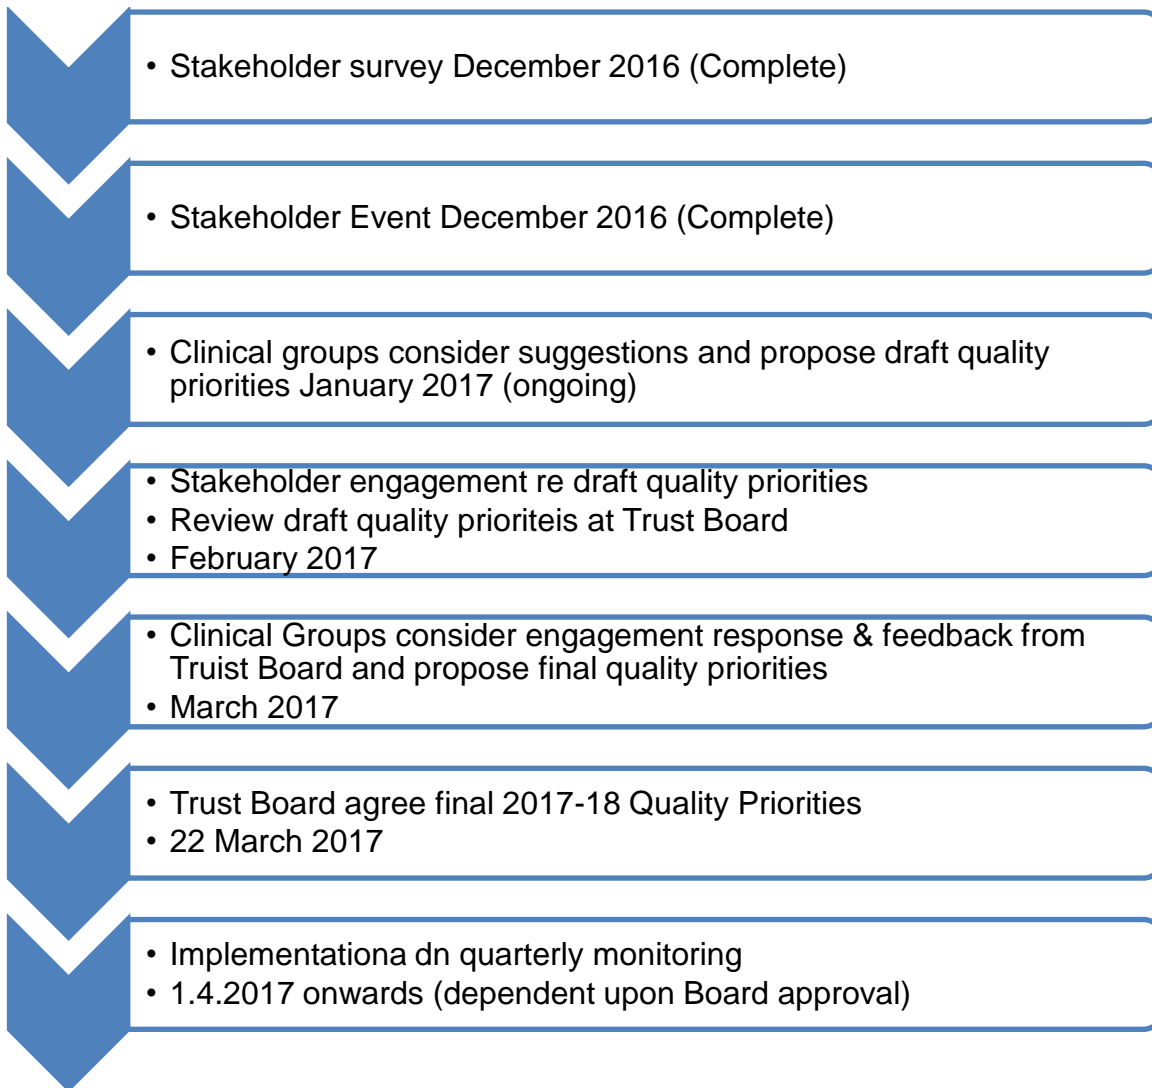 • Stakeholder survey December 2016 (Complete)
• Stakeholder Event December 2016 (Complete)
• Clinical groups consider suggestions and propose draft quality
priorities January 2017 (ongoing)
• Stakeholder engagement re draft quality priorities
• Review draft quality prioriteis at Trust Board
• February 2017
• Clinical Groups consider engagement response & feedback from
Truist Board and propose final quality priorities
• March 2017
• Trust Board agree final 2017-18 Quality Priorities
• 22 March 2017
• Implementationa dn quarterly monitoring
• 1.4.2017 onwards (dependent upon Board approval)